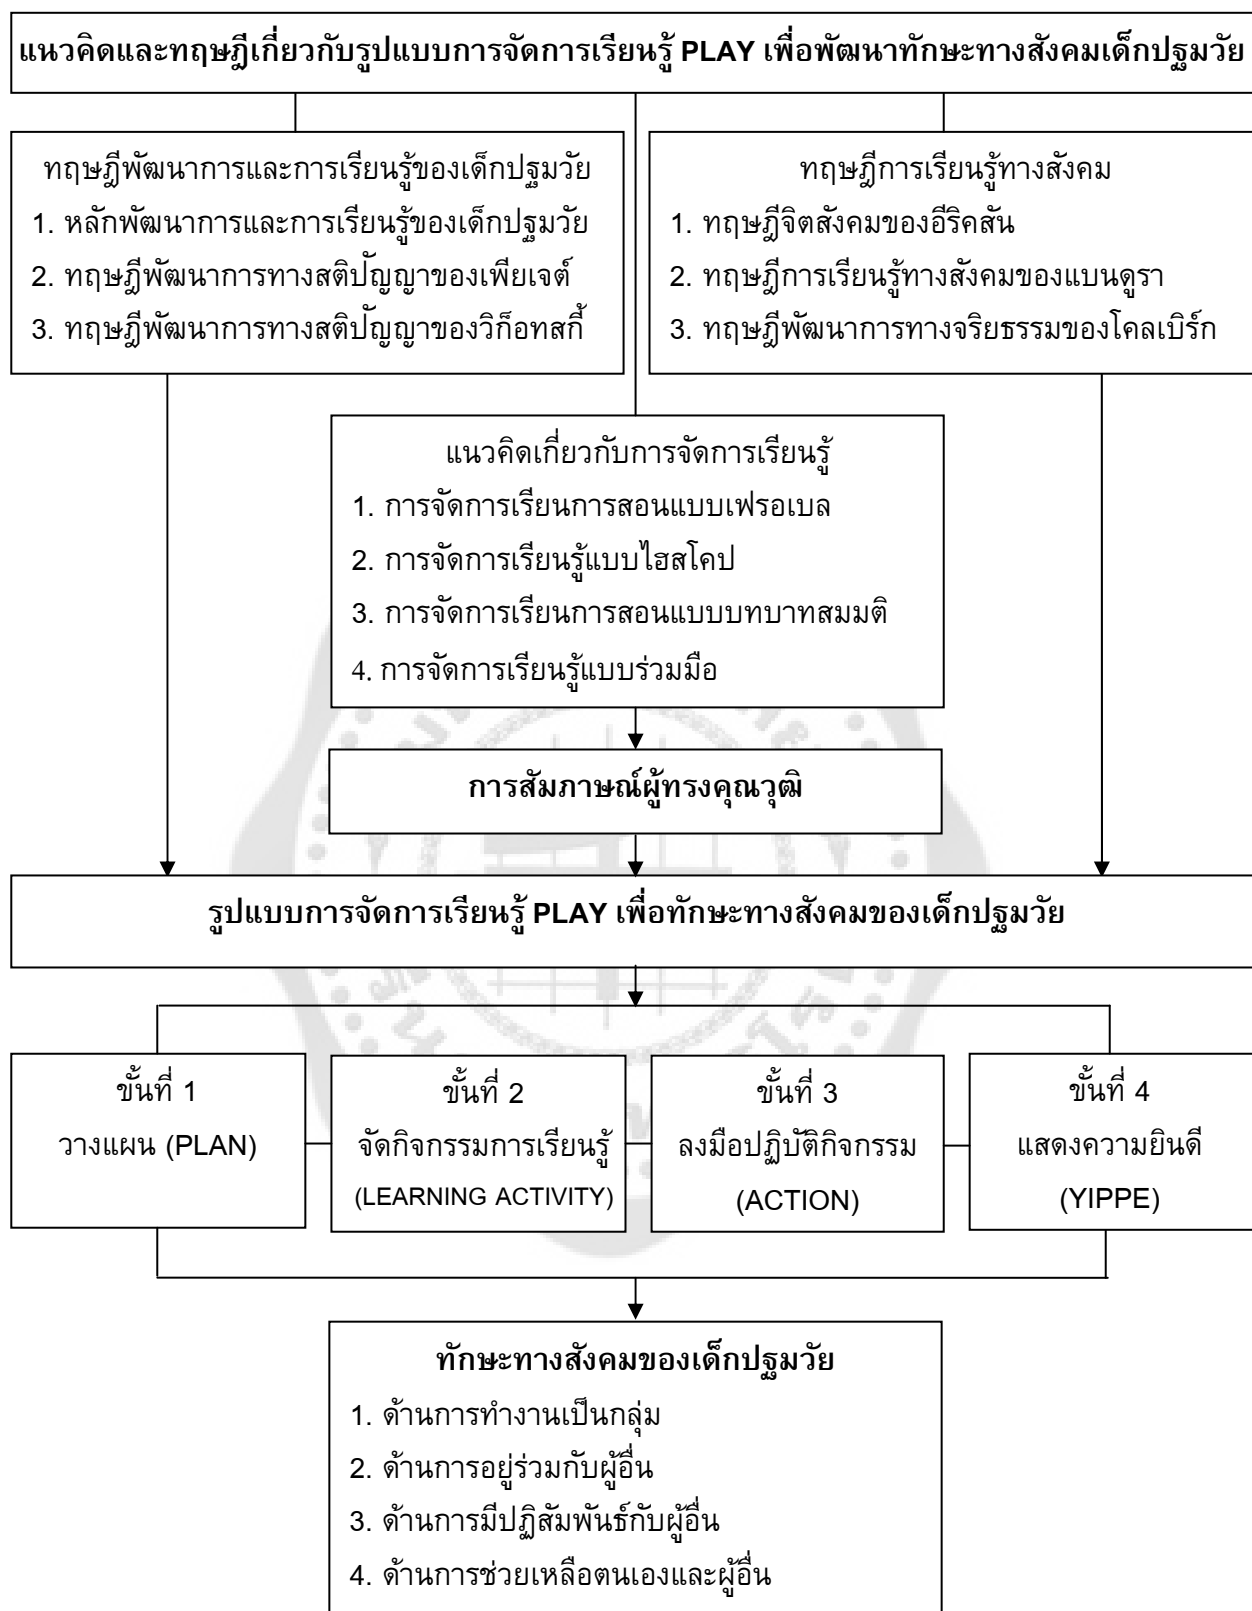 แนวคิดและทฤษฎีเกี่ยวกับรูปแบบการจัดการเรียนรู้ PLAY เพื่อพัฒนาทักษะทางสังคมเด็กปฐมวัย
ทฤษฎีพัฒนาการและการเรียนรู้ของเด็กปฐมวัย
1. หลักพัฒนาการและการเรียนรู้ของเด็กปฐมวัย
2. ทฤษฎีพัฒนาการทางสติปัญญาของเพียเจต์
3. ทฤษฎีพัฒนาการทางสติปัญญาของวิก็อทสกี้
ทฤษฎีการเรียนรู้ทางสังคม
1. ทฤษฎีจิตสังคมของอีริคสัน
2. ทฤษฎีการเรียนรู้ทางสังคมของแบนดูรา
3. ทฤษฎีพัฒนาการทางจริยธรรมของโคลเบิร์ก
แนวคิดเกี่ยวกับการจัดการเรียนรู้
1. การจัดการเรียนการสอนแบบเฟรอเบล
2. การจัดการเรียนรู้แบบไฮสโคป
3. การจัดการเรียนการสอนแบบบทบาทสมมติ
4. การจัดการเรียนรู้แบบร่วมมือ
การสัมภาษณ์ผู้ทรงคุณวุฒิ
รูปแบบการจัดการเรียนรู้ PLAY เพื่อทักษะทางสังคมของเด็กปฐมวัย
ขั้นที่ 1
วางแผน (PLAN)
ขั้นที่ 2
จัดกิจกรรมการเรียนรู้
(LEARNING ACTIVITY)
ขั้นที่ 3
ลงมือปฏิบัติกิจกรรม
(ACTION)
ขั้นที่ 4
แสดงความยินดี
(YIPPE)
ทักษะทางสังคมของเด็กปฐมวัย
1. ด้านการทำงานเป็นกลุ่ม
2. ด้านการอยู่ร่วมกับผู้อื่น
3. ด้านการมีปฏิสัมพันธ์กับผู้อื่น
4. ด้านการช่วยเหลือตนเองและผู้อื่น